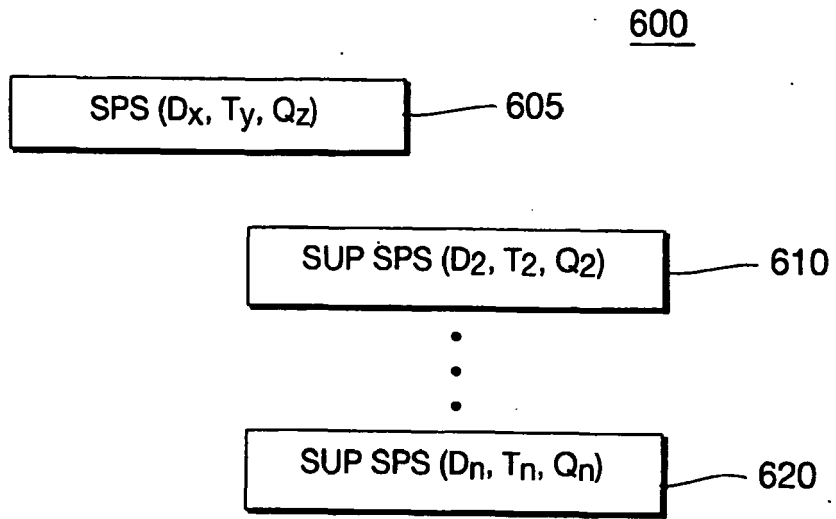 600
SPS (Dx, Ty, Qz) 605
SUP SPS (D2, T2, Q2) 610
SUP SPS (Dn, Tn, Qn) 620